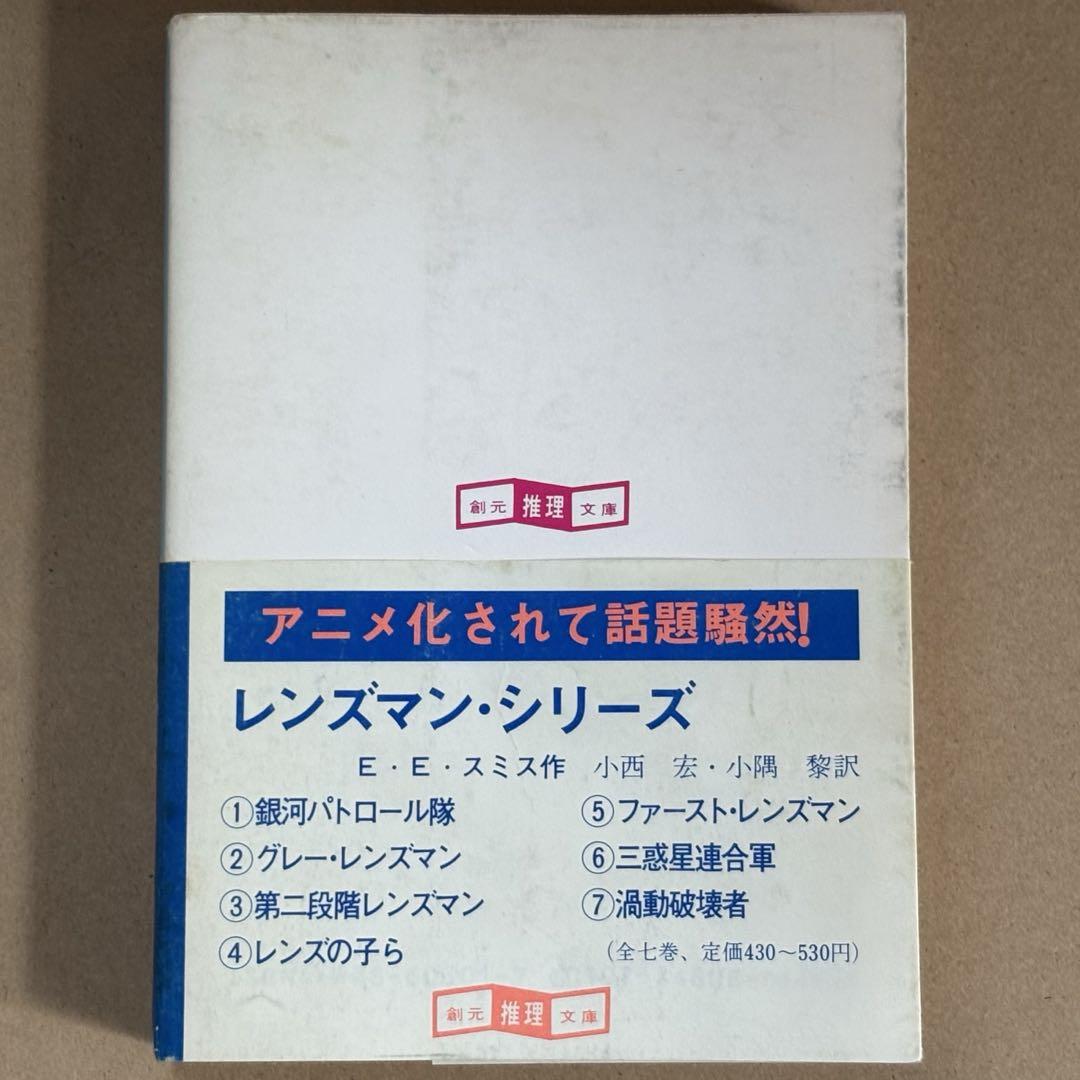 創元推理文庫
アニメ化されて話題騒然!
レンズマン・シリーズ
E・E・スミス作 小西 宏・小隅 黎訳
①銀河パトロール隊
②グレー・レンズマン
③第二段階レンズマン
④レンズの子ら
⑤ファースト・レンズマン
⑥三惑星連合軍
⑦渦動破壊者
(全七巻、定価430〜530円)
創元推理文庫